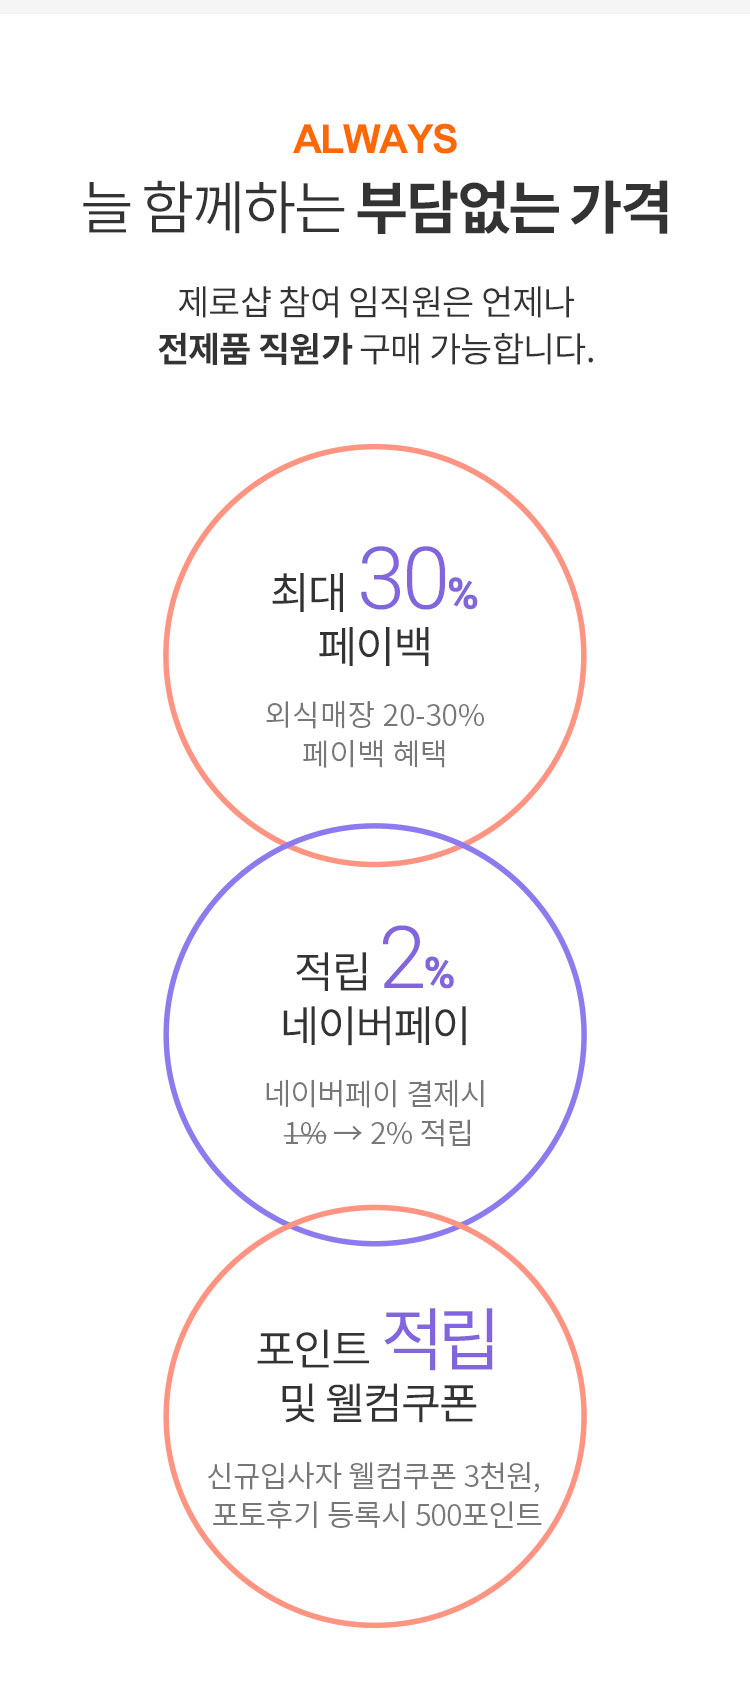 ALWAYS
늘 함께하는 부담없는 가격
제로샵 참여 임직원은 언제나
전제품 직원가 구매 가능합니다.
최대 30%
페이백
외식매장 20-30%
페이백 혜택
적립 2%
네이버페이
네이버페이 결제시
1% → 2% 적립
포인트 적립
및 웰컴쿠폰
신규입사자 웰컴쿠폰 3천원,
포토후기 등록시 500포인트